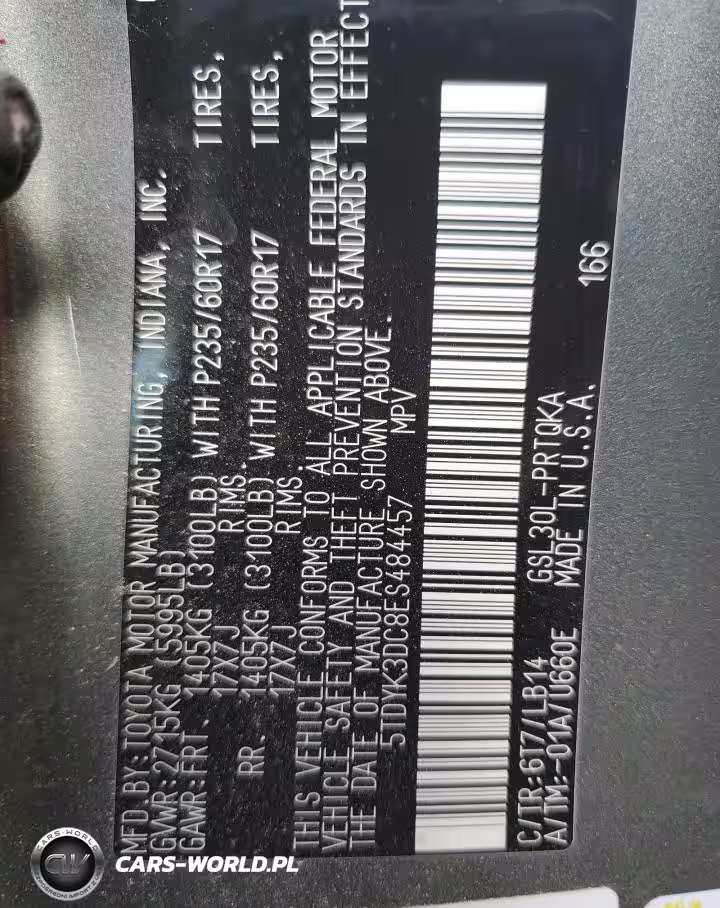 MFD.BY:TOYOTA MOTOR MANUFACTURING, INDIANA, INC.
GVWR:2715KG (5995LB)
GAWR:FRT. 1405KG (3100LB) WITH P235/60R17 TIRES,
17X7J RIMS.
RR. 1405KG (3100LB) WITH P235/60R17 TIRES,
17X7J RIMS.
THIS VEHICLE CONFORMS TO ALL APPLICABLE FEDERAL MOTOR
VEHICLE SAFETY AND THEFT PREVENTION STANDARDS IN EFFECT
THE DATE OF MANUFACTURE SHOWN ABOVE.
5TDYK3DC8ES484457 MPV
C/TR:6T7/LB14 GSL30L-PRTQKA 166
A/TM:-01A/U660E MADE IN U.S.A.
CARS-WORLD
CW
CARS-WORLD.PL